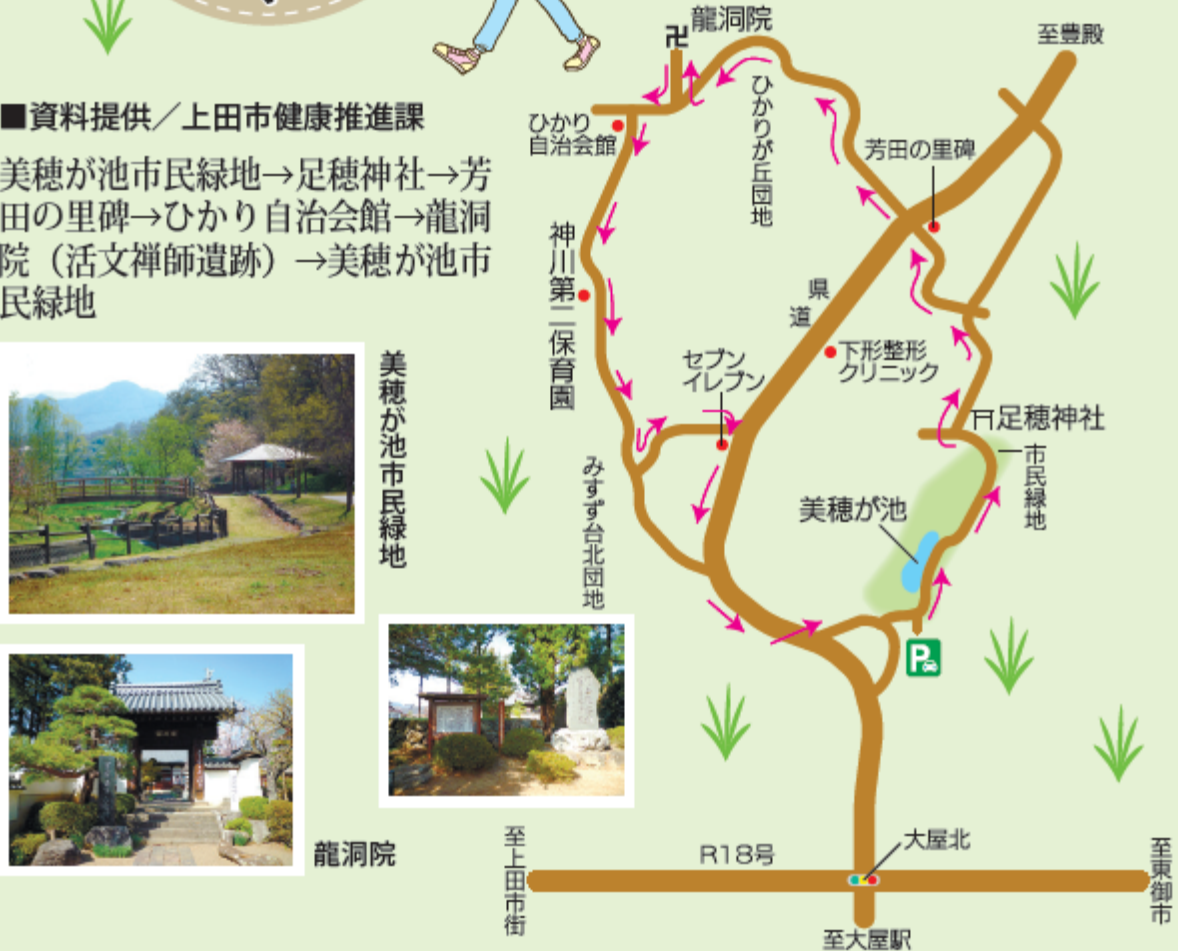 ■資料提供／上田市健康推進課
美穂が池市民緑地→足穂神社→芳
田の里碑→ひかり自治会館→龍洞
院（活文禅師遺跡）→美穂が池市
民緑地
美穂が池市民緑地
龍洞院
卍
龍洞院
至豊殿
ひかり
自治会館
ひかりが丘団地
芳田の里碑
神川第二保育園
県道
下形整形
クリニック
セブン
イレブン
足穂神社
市民緑地
美穂が池
みすず台北団地
P
大屋北
R18号
至上田市街
至東御市
至大屋駅